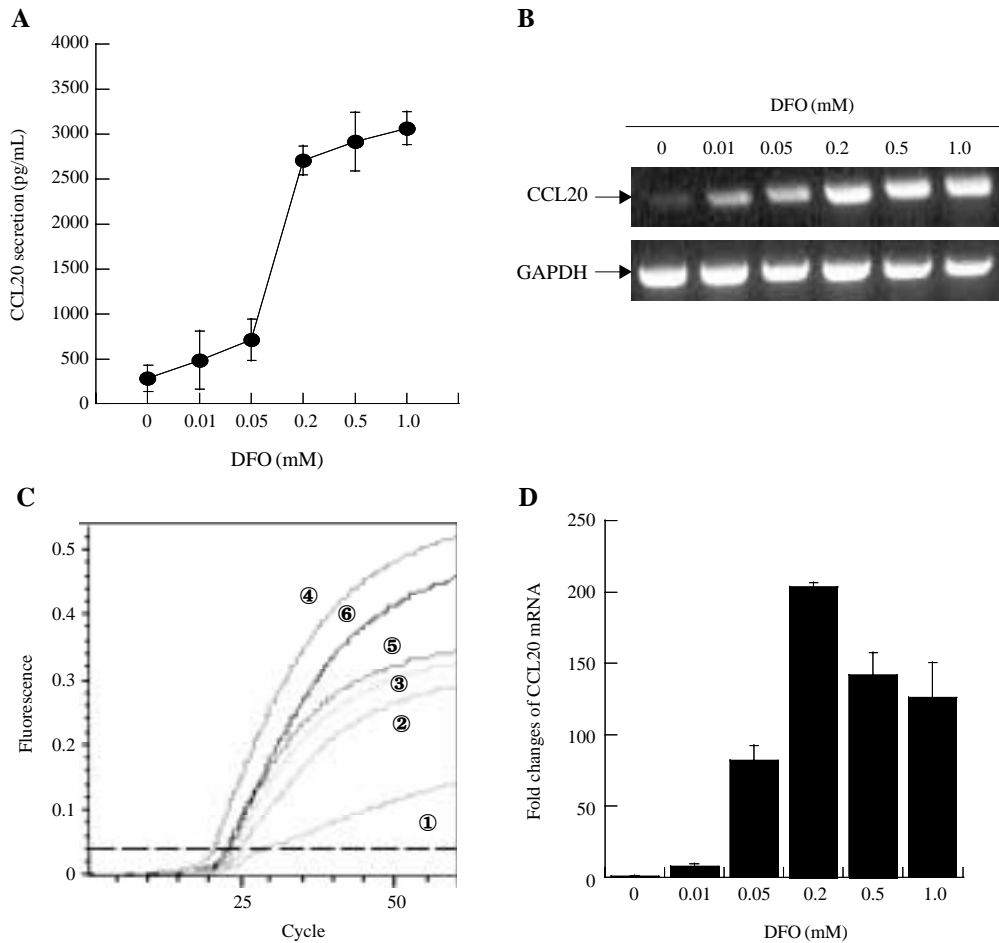 A
4000
3500
3000
2500
2000
1500
1000
500
0
CCL20 secretion (pg/mL)
0 0.01 0.05 0.2 0.5 1.0
DFO (mM)
B
DFO (mM)
0 0.01 0.05 0.2 0.5 1.0
CCL20
GAPDH
C
0.5
0.4
0.3
0.2
0.1
0
Fluorescence
④
⑥
⑤
③
②
①
25 50
Cycle
D
250
200
150
100
50
0
Fold changes of CCL20 mRNA
0 0.01 0.05 0.2 0.5 1.0
DFO (mM)